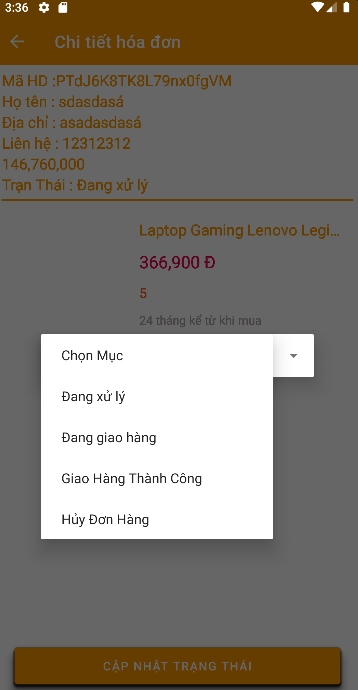 3:36
Chi tiết hóa đơn
Mã HD :PTdJ6K8TK8L79nx0fgVM
Họ tên : sdasdasá
Địa chỉ : asadasdasá
Liên hệ : 12312312
146,760,000
Trạn Thái : Đang xử lý
Laptop Gaming Lenovo Legi...
366,900 Đ
5
24 tháng kể từ khi mua
Chọn Mục
Đang xử lý
Đang giao hàng
Giao Hàng Thành Công
Hủy Đơn Hàng
CẬP NHẬT TRẠNG THÁI